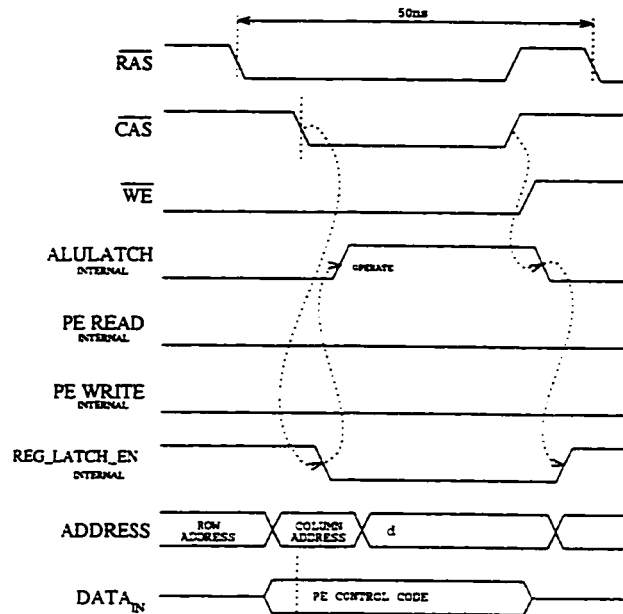 50ns
RAS
CAS
WE
ALULATCH
INTERNAL
OPERATE
PE READ
INTERNAL
PE WRITE
INTERNAL
REG_LATCH_EN
INTERNAL
ADDRESS
ROW
ADDRESS
COLUMN
ADDRESS
d
DATA IN
PE CONTROL CODE